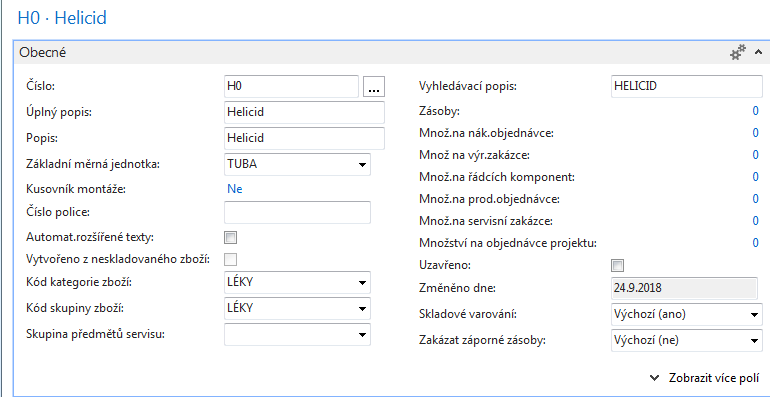 H0 · Helicid
Obecné
Číslo: H0 ...
Úplný popis: Helicid
Popis: Helicid
Základní měrná jednotka: TUBA
Kusovník montáže: Ne
Číslo police:
Automat.rozšířené texty:
Vytvořeno z neskladovaného zboží:
Kód kategorie zboží: LÉKY
Kód skupiny zboží: LÉKY
Skupina předmětů servisu:
Vyhledávací popis: HELICID
Zásoby: 0
Množ.na nák.objednávce: 0
Množ na výr.zakázce: 0
Množ.na řádcích komponent: 0
Množ.na prod.objednávce: 0
Množ.na servisní zakázce: 0
Množství na objednávce projektu: 0
Uzavřeno:
Změněno dne: 24.9.2018
Skladové varování: Výchozí (ano)
Zakázat záporné zásoby: Výchozí (ne)
Zobrazit více polí